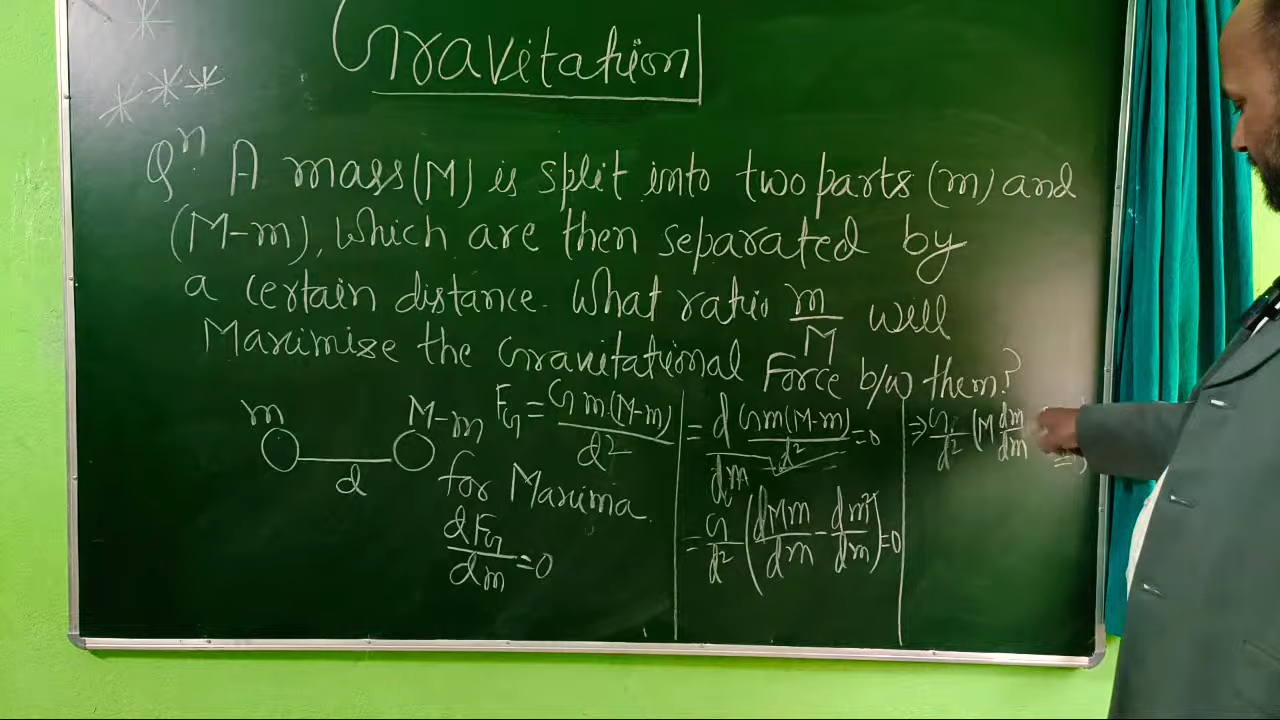 Gravitation
Qn. A mass (M) is split into two parts (m) and
(M-m), which are then separated by
a certain distance. What ratio m/M will
Maximize the Gravitational Force b/w them?
m
M-m
d
F_G = G m(M-m)/d²
for Maxima.
dF_G/dm = 0
= d/dm Gm(M-m)/d² = 0
= G/d² (dMm/dm - dm²/dm) = 0
⇒ G/d² (M dm/dm